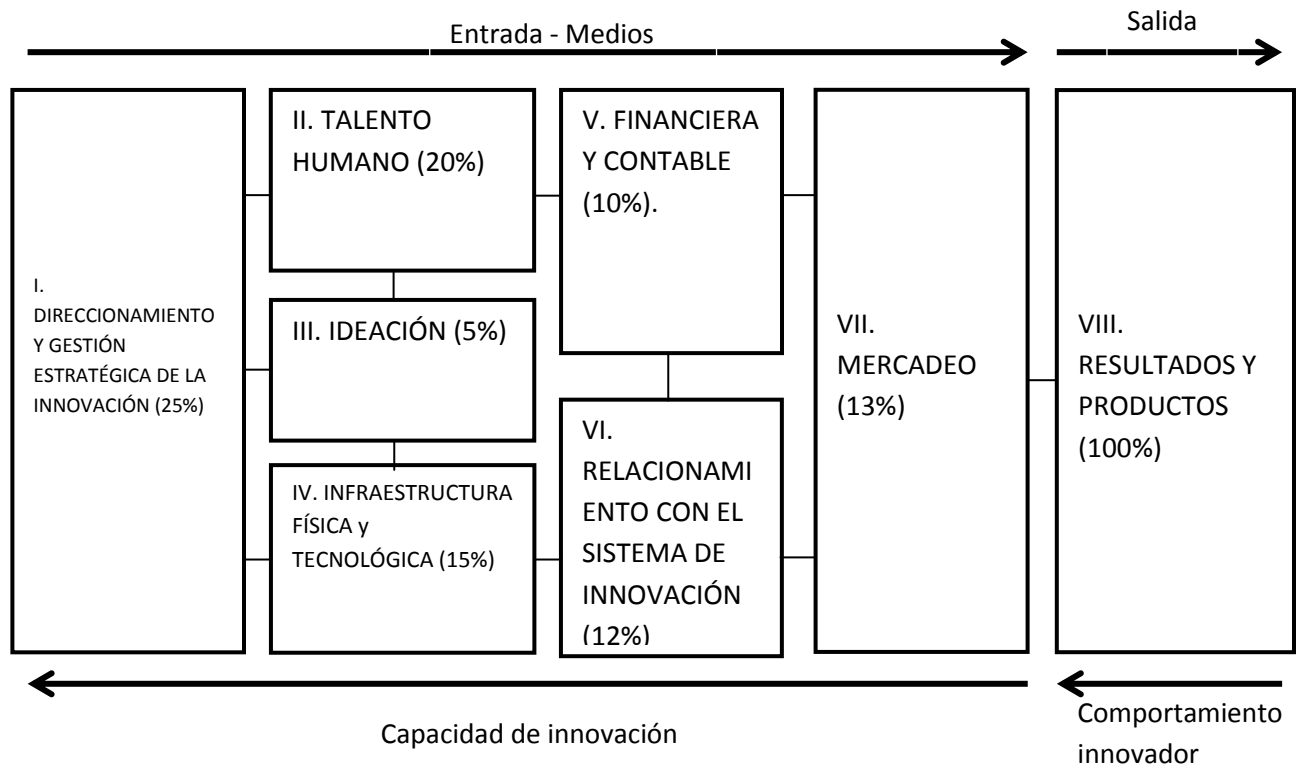 Entrada - Medios
Salida
I.
DIRECCIONAMIENTO
Y GESTIÓN
ESTRATÉGICA DE LA
INNOVACIÓN (25%)
II. TALENTO
HUMANO (20%)
III. IDEACIÓN (5%)
IV. INFRAESTRUCTURA
FÍSICA y
TECNOLÓGICA (15%)
V. FINANCIERA
Y CONTABLE
(10%).
VI.
RELACIONAMI
ENTO CON EL
SISTEMA DE
INNOVACIÓN
(12%)
VII.
MERCADEO
(13%)
VIII.
RESULTADOS Y
PRODUCTOS
(100%)
Capacidad de innovación
Comportamiento
innovador